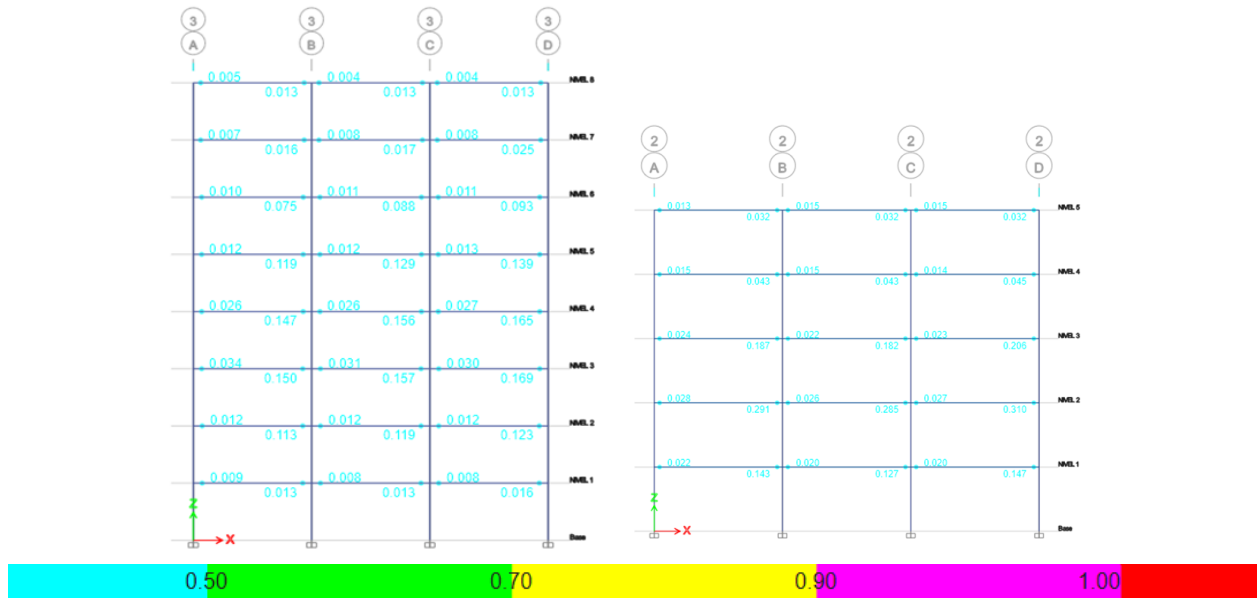 3 3 3 3
A B C D
0.005 0.004 0.004 NIVEL 8
0.013 0.013 0.013
0.007 0.008 0.008 NIVEL 7
0.016 0.017 0.025
0.010 0.011 0.011 NIVEL 6
0.075 0.088 0.093
0.012 0.012 0.013 NIVEL 5
0.119 0.129 0.139
0.026 0.026 0.027 NIVEL 4
0.147 0.156 0.165
0.034 0.031 0.030 NIVEL 3
0.150 0.157 0.169
0.012 0.012 0.012 NIVEL 2
0.113 0.119 0.123
0.009 0.008 0.008 NIVEL 1
0.013 0.013 0.016
Z
X Base
2 2 2 2
A B C D
0.013 0.015 0.015 NIVEL 5
0.032 0.032 0.032
0.015 0.015 0.014 NIVEL 4
0.043 0.043 0.045
0.024 0.022 0.023 NIVEL 3
0.187 0.182 0.206
0.028 0.026 0.027 NIVEL 2
0.291 0.285 0.310
0.022 0.020 0.020 NIVEL 1
0.143 0.127 0.147
Z
X Base
0.50 0.70 0.90 1.00